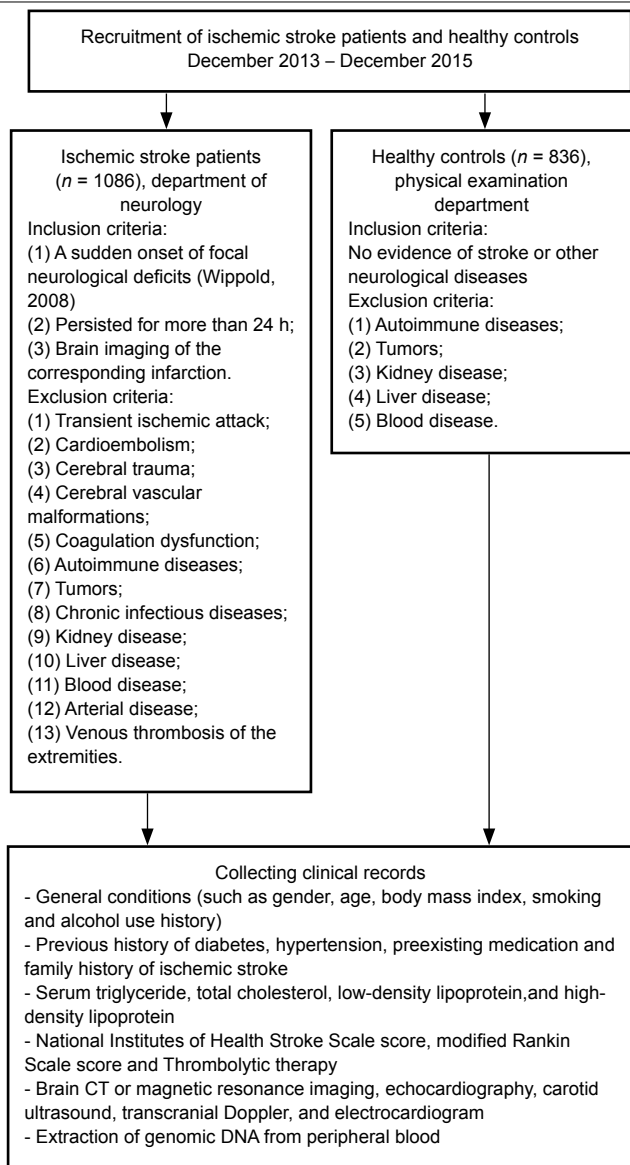 Recruitment of ischemic stroke patients and healthy controls
December 2013 – December 2015
Ischemic stroke patients
(n = 1086), department of
neurology
Inclusion criteria:
(1) A sudden onset of focal
neurological deficits (Wippold,
2008)
(2) Persisted for more than 24 h;
(3) Brain imaging of the
corresponding infarction.
Exclusion criteria:
(1) Transient ischemic attack;
(2) Cardioembolism;
(3) Cerebral trauma;
(4) Cerebral vascular
malformations;
(5) Coagulation dysfunction;
(6) Autoimmune diseases;
(7) Tumors;
(8) Chronic infectious diseases;
(9) Kidney disease;
(10) Liver disease;
(11) Blood disease;
(12) Arterial disease;
(13) Venous thrombosis of the
extremities.
Healthy controls (n = 836),
physical examination
department
Inclusion criteria:
No evidence of stroke or other
neurological diseases
Exclusion criteria:
(1) Autoimmune diseases;
(2) Tumors;
(3) Kidney disease;
(4) Liver disease;
(5) Blood disease.
Collecting clinical records
- General conditions (such as gender, age, body mass index, smoking
and alcohol use history)
- Previous history of diabetes, hypertension, preexisting medication and
family history of ischemic stroke
- Serum triglyceride, total cholesterol, low-density lipoprotein,and high-
density lipoprotein
- National Institutes of Health Stroke Scale score, modified Rankin
Scale score and Thrombolytic therapy
- Brain CT or magnetic resonance imaging, echocardiography, carotid
ultrasound, transcranial Doppler, and electrocardiogram
- Extraction of genomic DNA from peripheral blood